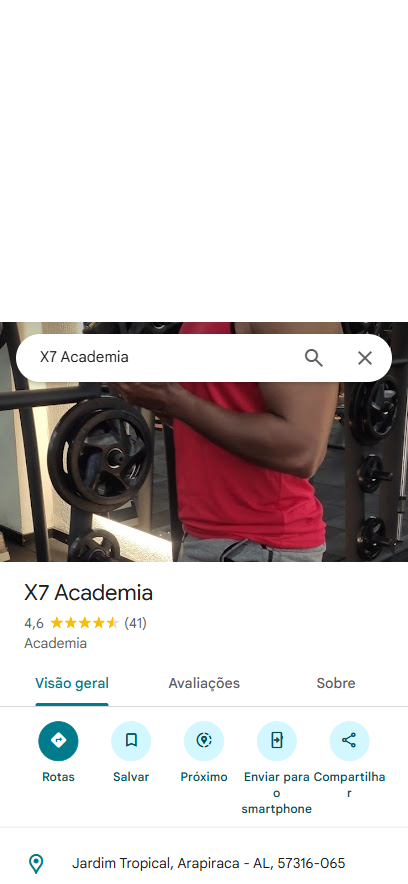 X7 Academia
X7 Academia
4,6 (41)
Academia
Visão geral Avaliações Sobre
Rotas Salvar Próximo Enviar para o smartphone Compartilhar
Jardim Tropical, Arapiraca - AL, 57316-065